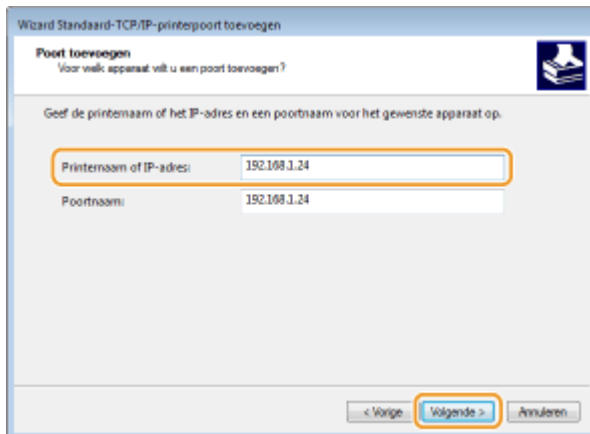 Wizard Standaard-TCP/IP-printerpoort toevoegen
Poort toevoegen
Voor welk apparaat wilt u een poort toevoegen?
Geef de printernaam of het IP-adres en een poortnaam voor het gewenste apparaat op.
Printernaam of IP-adres: 192.168.1.24
Poortnaam: 192.168.1.24
< Vorige Volgende > Annuleren